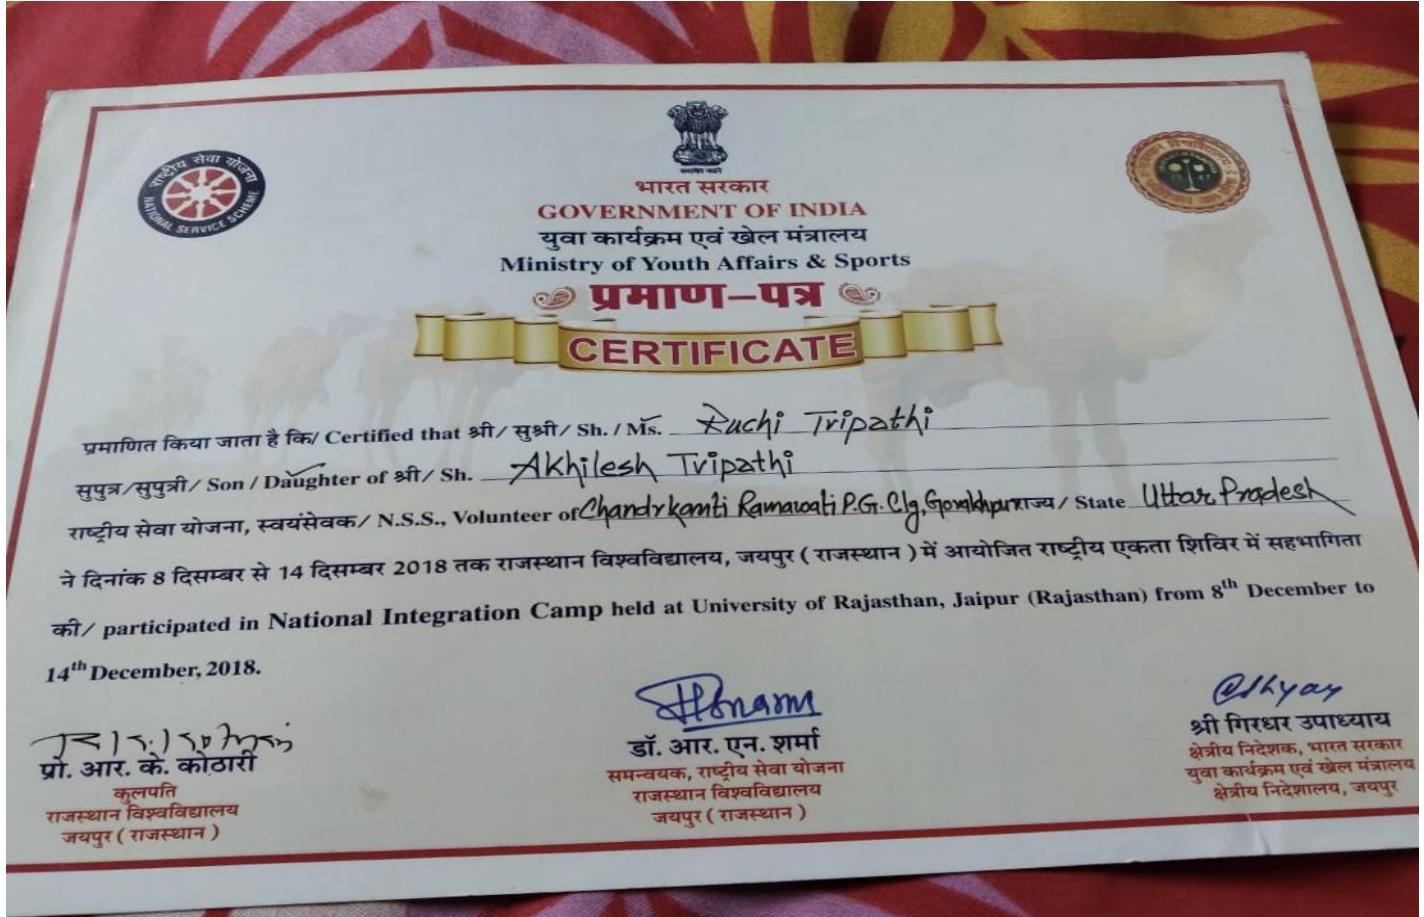 राष्ट्रीय सेवा योजना
NATIONAL SERVICE SCHEME
भारत सरकार
GOVERNMENT OF INDIA
युवा कार्यक्रम एवं खेल मंत्रालय
Ministry of Youth Affairs & Sports
प्रमाण-पत्र
CERTIFICATE
प्रमाणित किया जाता है कि/ Certified that श्री/ सुश्री/ Sh. / Ms. Ruchi Tripathi
सुपुत्र/सुपुत्री/ Son / Daughter of श्री/ Sh. Akhilesh Tripathi
राष्ट्रीय सेवा योजना, स्वयंसेवक/ N.S.S., Volunteer of Chandrkanti Ramawati P.G. Clg, Gorakhpur राज्य/ State Uttar Pradesh
ने दिनांक 8 दिसम्बर से 14 दिसम्बर 2018 तक राजस्थान विश्वविद्यालय, जयपुर ( राजस्थान ) में आयोजित राष्ट्रीय एकता शिविर में सहभागिता
की/ participated in National Integration Camp held at University of Rajasthan, Jaipur (Rajasthan) from 8th December to
14th December, 2018.
प्रो. आर. के. कोठारी
कुलपति
राजस्थान विश्वविद्यालय
जयपुर ( राजस्थान )
डॉ. आर. एन. शर्मा
समन्वयक, राष्ट्रीय सेवा योजना
राजस्थान विश्वविद्यालय
जयपुर ( राजस्थान )
श्री गिरधर उपाध्याय
क्षेत्रीय निदेशक, भारत सरकार
युवा कार्यक्रम एवं खेल मंत्रालय
क्षेत्रीय निदेशालय, जयपुर